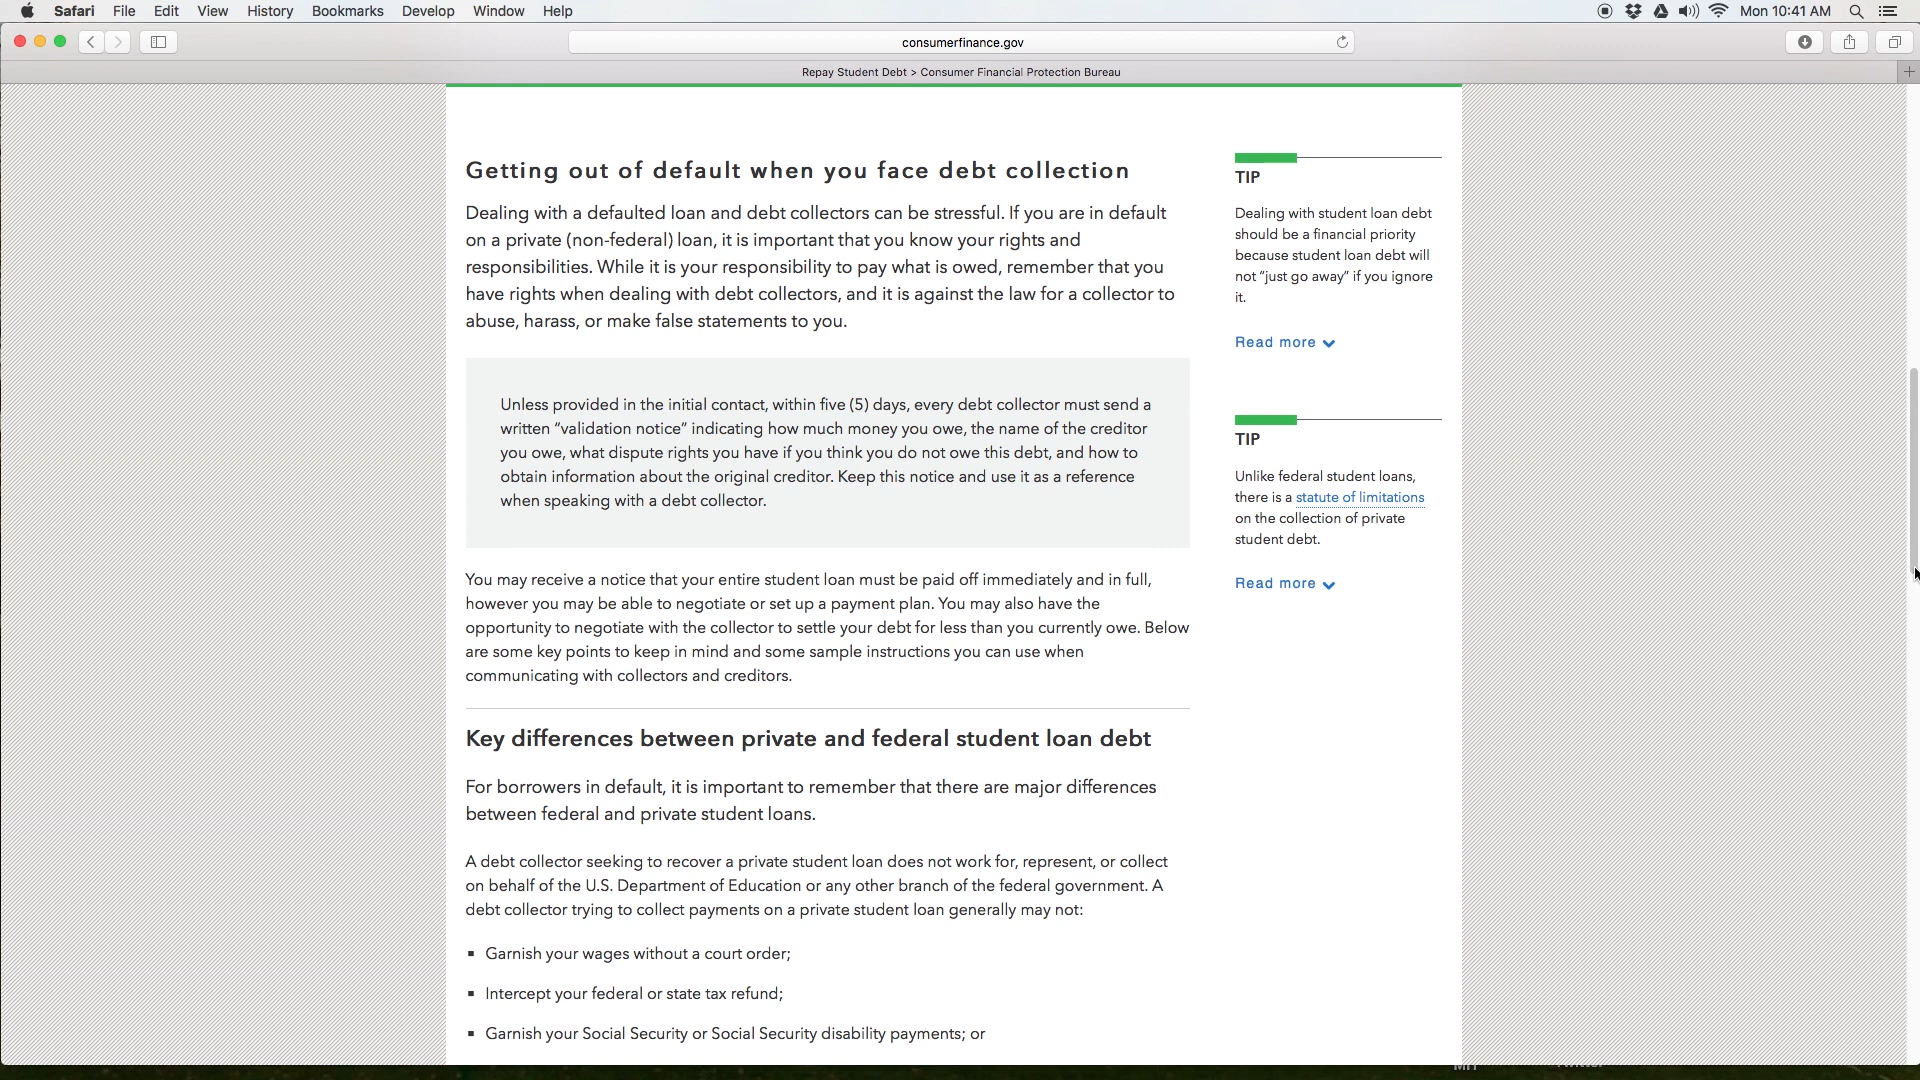 Safari File Edit View History Bookmarks Develop Window Help Mon 10:41 AM
consumerfinance.gov
Repay Student Debt > Consumer Financial Protection Bureau
Getting out of default when you face debt collection
Dealing with a defaulted loan and debt collectors can be stressful. If you are in default
on a private (non-federal) loan, it is important that you know your rights and
responsibilities. While it is your responsibility to pay what is owed, remember that you
have rights when dealing with debt collectors, and it is against the law for a collector to
abuse, harass, or make false statements to you.
Unless provided in the initial contact, within five (5) days, every debt collector must send a
written “validation notice” indicating how much money you owe, the name of the creditor
you owe, what dispute rights you have if you think you do not owe this debt, and how to
obtain information about the original creditor. Keep this notice and use it as a reference
when speaking with a debt collector.
You may receive a notice that your entire student loan must be paid off immediately and in full,
however you may be able to negotiate or set up a payment plan. You may also have the
opportunity to negotiate with the collector to settle your debt for less than you currently owe. Below
are some key points to keep in mind and some sample instructions you can use when
communicating with collectors and creditors.
Key differences between private and federal student loan debt
For borrowers in default, it is important to remember that there are major differences
between federal and private student loans.
A debt collector seeking to recover a private student loan does not work for, represent, or collect
on behalf of the U.S. Department of Education or any other branch of the federal government. A
debt collector trying to collect payments on a private student loan generally may not:
▪ Garnish your wages without a court order;
▪ Intercept your federal or state tax refund;
▪ Garnish your Social Security or Social Security disability payments; or
TIP
Dealing with student loan debt
should be a financial priority
because student loan debt will
not “just go away” if you ignore
it.
Read more
TIP
Unlike federal student loans,
there is a statute of limitations
on the collection of private
student debt.
Read more